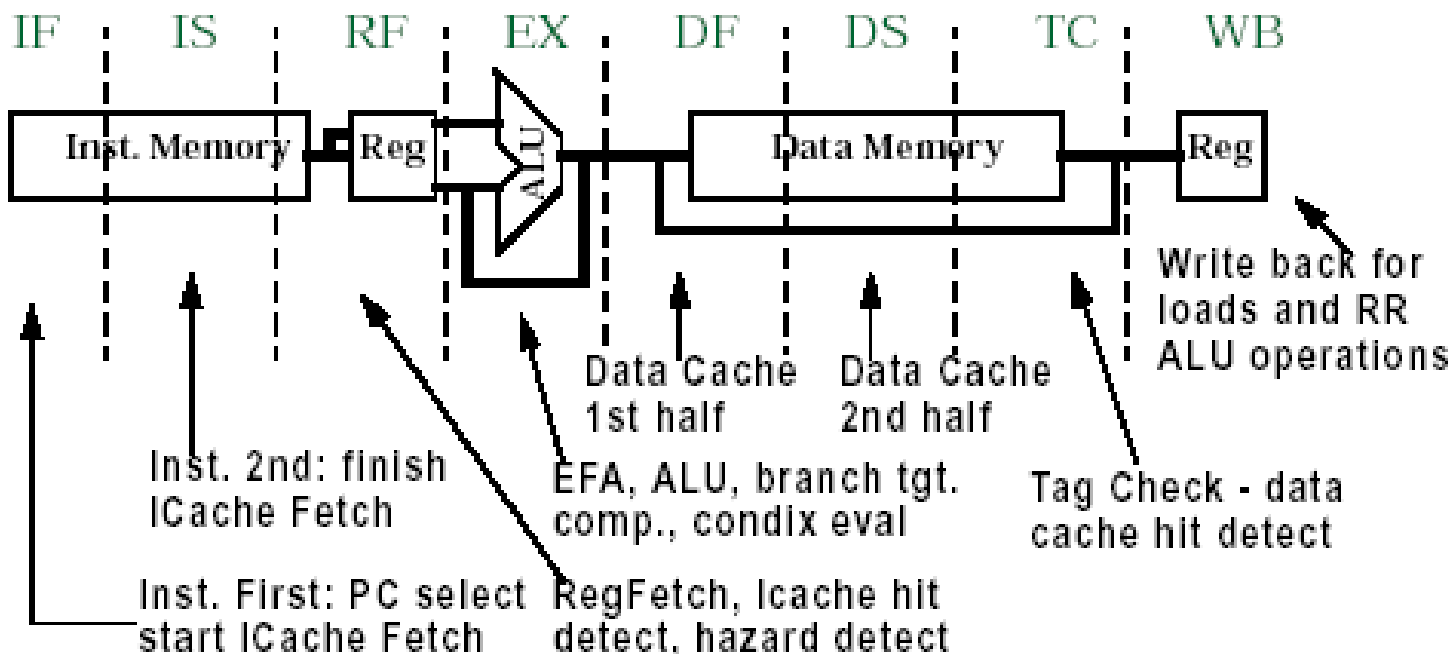 IF IS RF EX DF DS TC WB
Inst. Memory Reg ALU Data Memory Reg
Write back for
loads and RR
ALU operations
Data Cache
1st half
Data Cache
2nd half
Inst. 2nd: finish
ICache Fetch
EFA, ALU, branch tgt.
comp., condix eval
Tag Check - data
cache hit detect
Inst. First: PC select
start ICache Fetch
RegFetch, Icache hit
detect, hazard detect